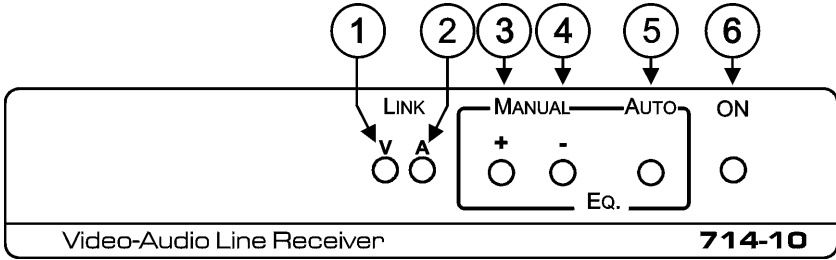 1 2 3 4 5 6
LINK MANUAL AUTO ON
V A + -
EQ.
Video-Audio Line Receiver 714-10